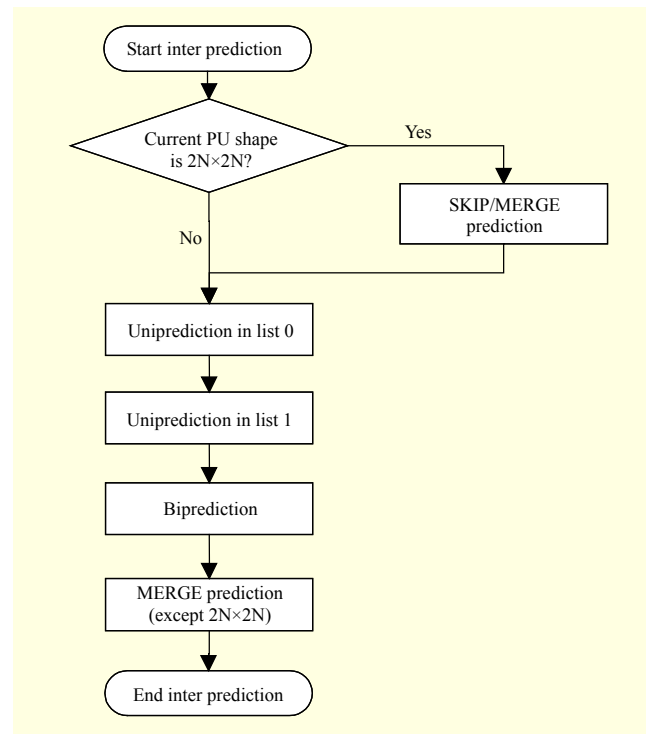 Start inter prediction
Current PU shape
is 2N×2N?
Yes
SKIP/MERGE
prediction
No
Uniprediction in list 0
Uniprediction in list 1
Biprediction
MERGE prediction
(except 2N×2N)
End inter prediction